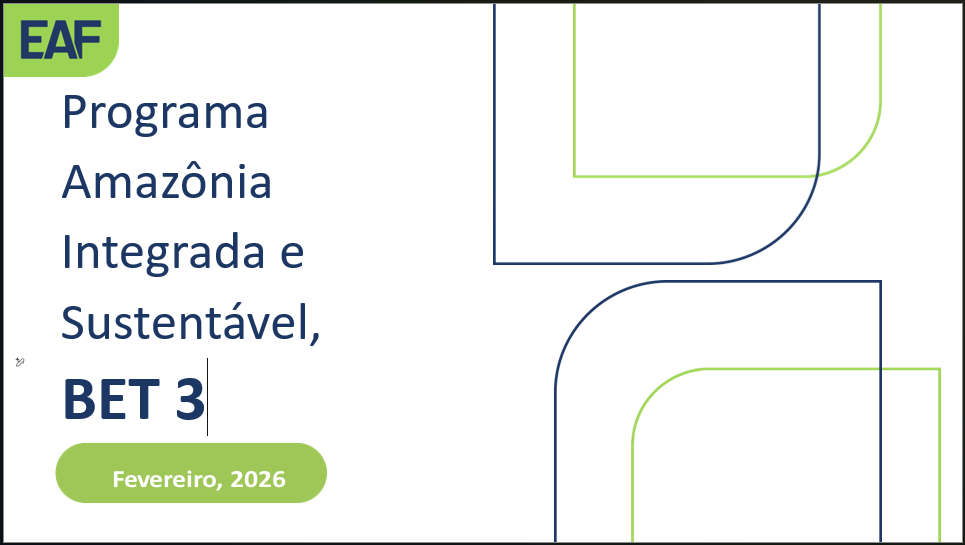 EAF
Programa
Amazônia
Integrada e
Sustentável,
BET 3
Fevereiro, 2026